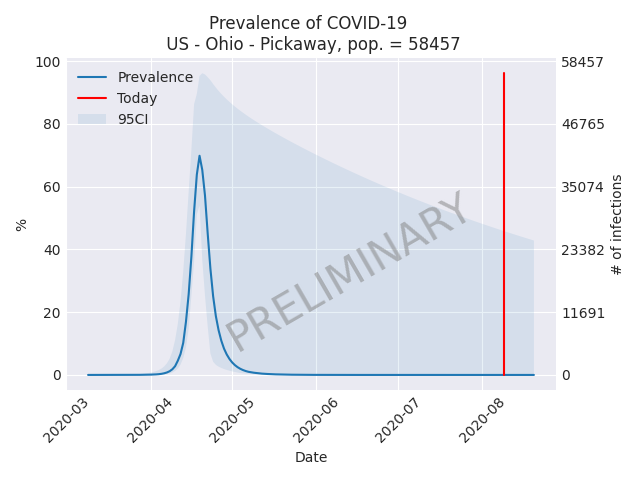 Prevalence of COVID-19
US - Ohio - Pickaway, pop. = 58457
Prevalence
Today
95CI
100
80
60
40
20
0
%
58457
46765
35074
23382
11691
0
# of infections
PRELIMINARY
2020-03
2020-04
2020-05
2020-06
2020-07
2020-08
Date